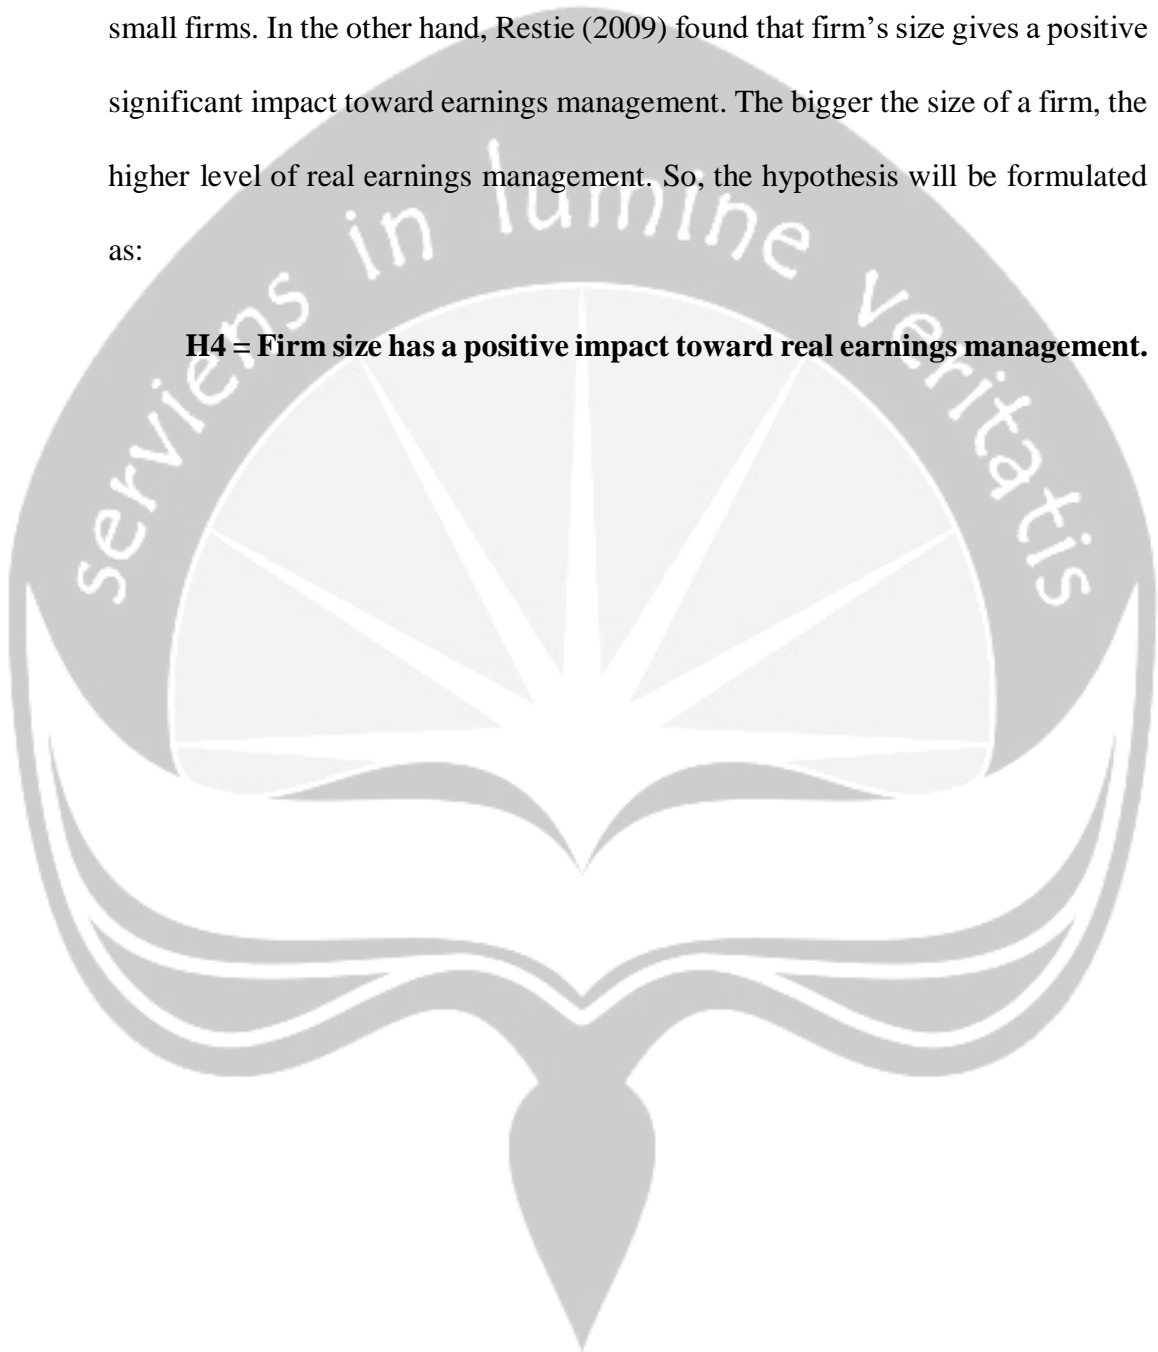 small firms. In the other hand, Restie (2009) found that firm’s size gives a positive
significant impact toward earnings management. The bigger the size of a firm, the
higher level of real earnings management. So, the hypothesis will be formulated
as:
H4 = Firm size has a positive impact toward real earnings management.
serviens in lumine veritatis